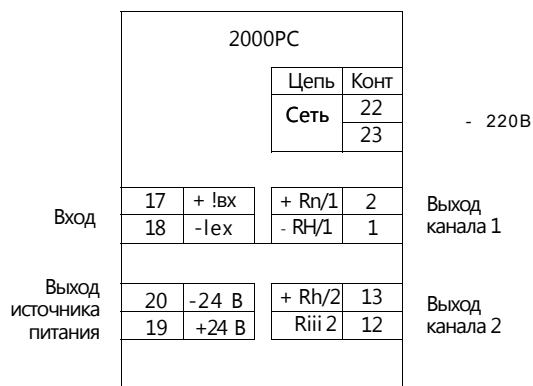 2000РС
Цепь Конт
Сеть 22
23
- 220В
Вход
17 + !вх
18 -lex
+ Rn/1 2
- RH/1 1
Выход
канала 1
Выход
источника
питания
20 -24 В
19 +24 В
+ Rh/2 13
Riii 2 12
Выход
канала 2